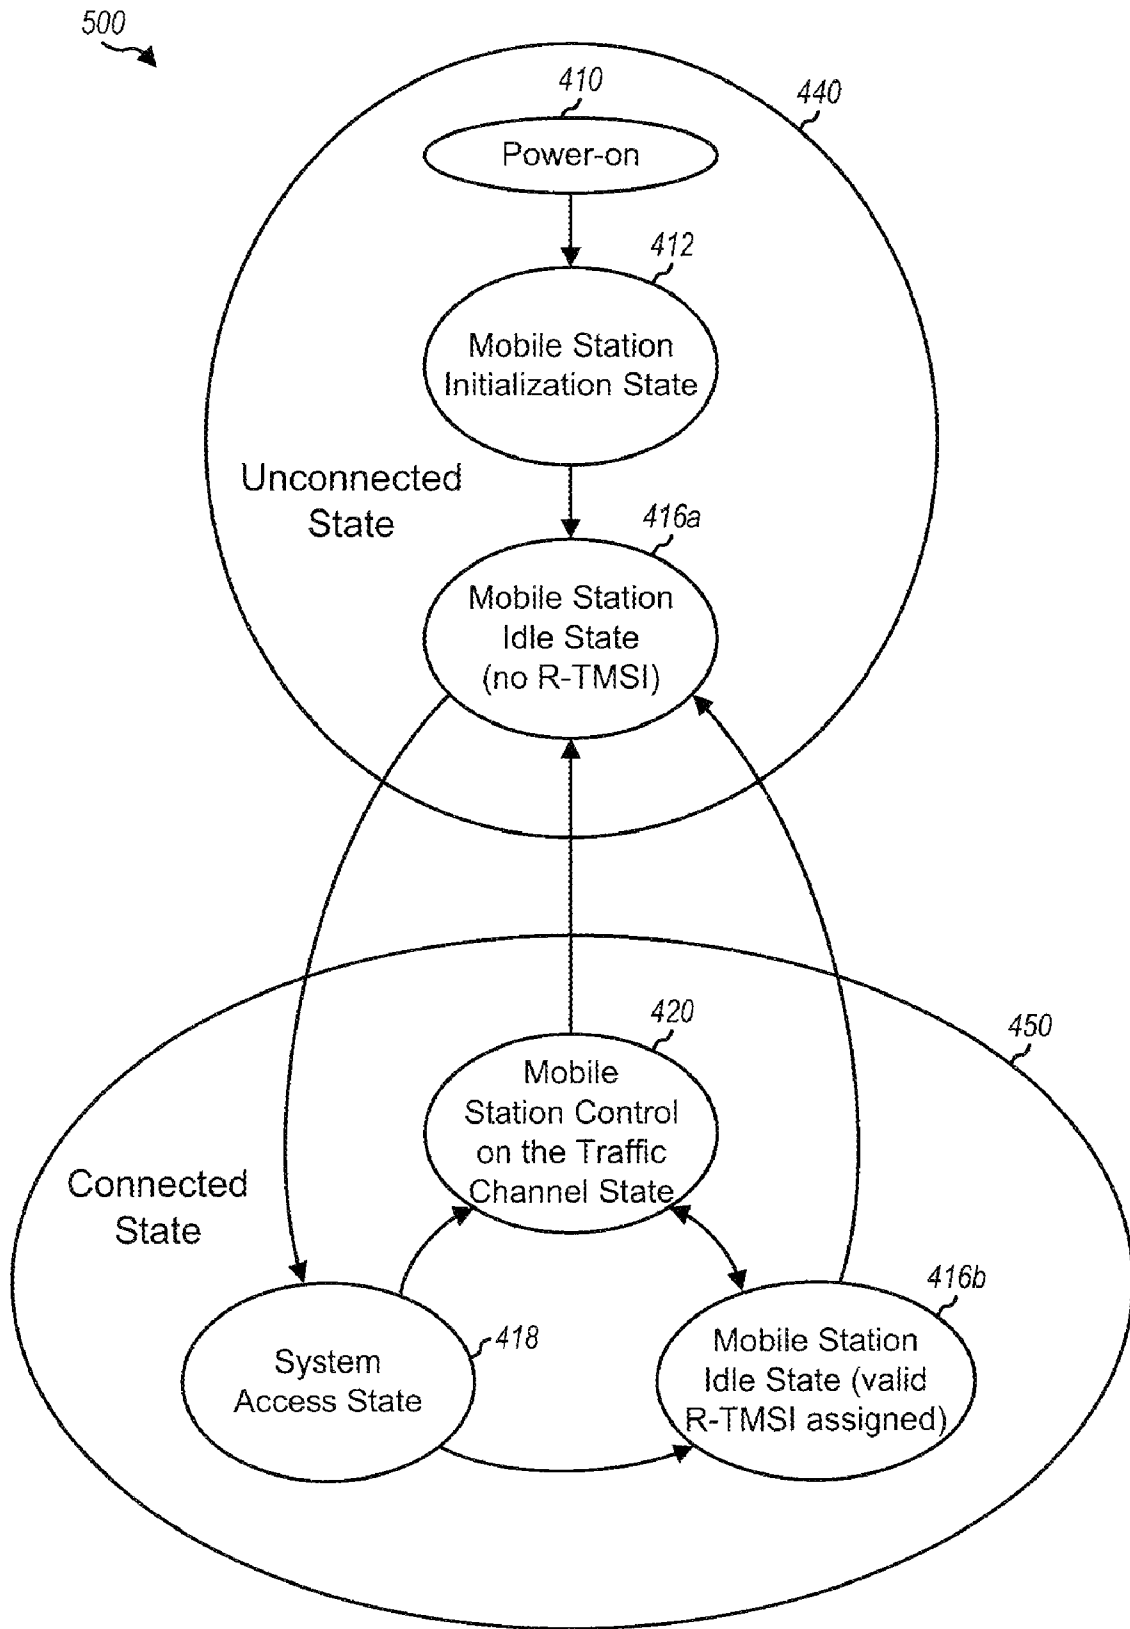 500
410
440
Power-on
412
Mobile Station
Initialization State
Unconnected
State
416a
Mobile Station
Idle State
(no R-TMSI)
420
450
Mobile
Station Control
on the Traffic
Channel State
Connected
State
416b
418
System
Access State
Mobile Station
Idle State (valid
R-TMSI assigned)